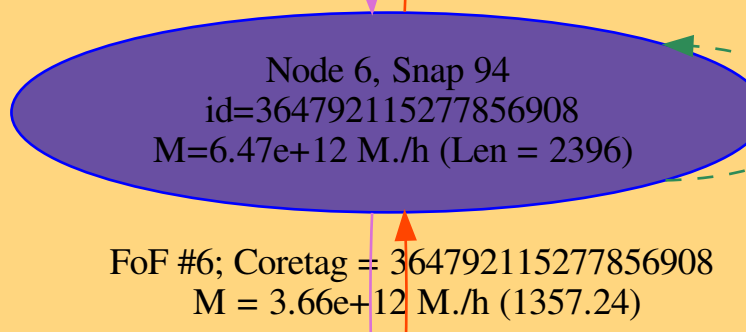 Node 6, Snap 94
id=364792115277856908
M=6.47e+12 M./h (Len = 2396)
FoF #6; Coretag = 364792115277856908
M = 3.66e+12 M./h (1357.24)